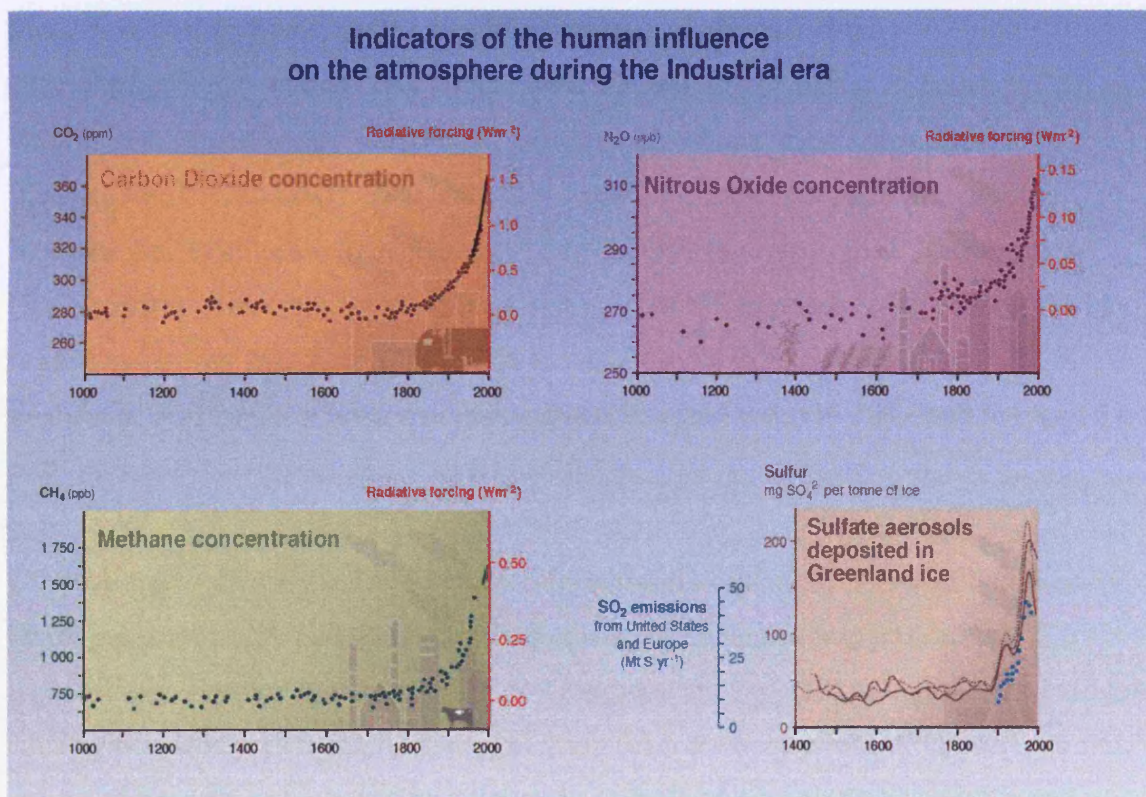 Indicators of the human influence
on the atmosphere during the Industrial era
CO₂ (ppm)
Radiative forcing (Wm⁻²)
Carbon Dioxide concentration
360
340
320
300
280
260
1.5
1.0
0.5
0.0
1000 1200 1400 1600 1800 2000
N₂O (ppb)
Radiative forcing (Wm⁻²)
Nitrous Oxide concentration
310
290
270
250
0.15
0.10
0.05
0.00
1000 1200 1400 1600 1800 2000
CH₄ (ppb)
Radiative forcing (Wm⁻²)
Methane concentration
1 750
1 500
1 250
1 000
750
0.50
0.25
0.00
1000 1200 1400 1600 1800 2000
Sulfur
mg SO₄² per tonne of ice
Sulfate aerosols
deposited in
Greenland ice
200
100
0
SO₂ emissions
from United States
and Europe
(Mt S yr⁻¹)
50
25
0
1400 1600 1800 2000